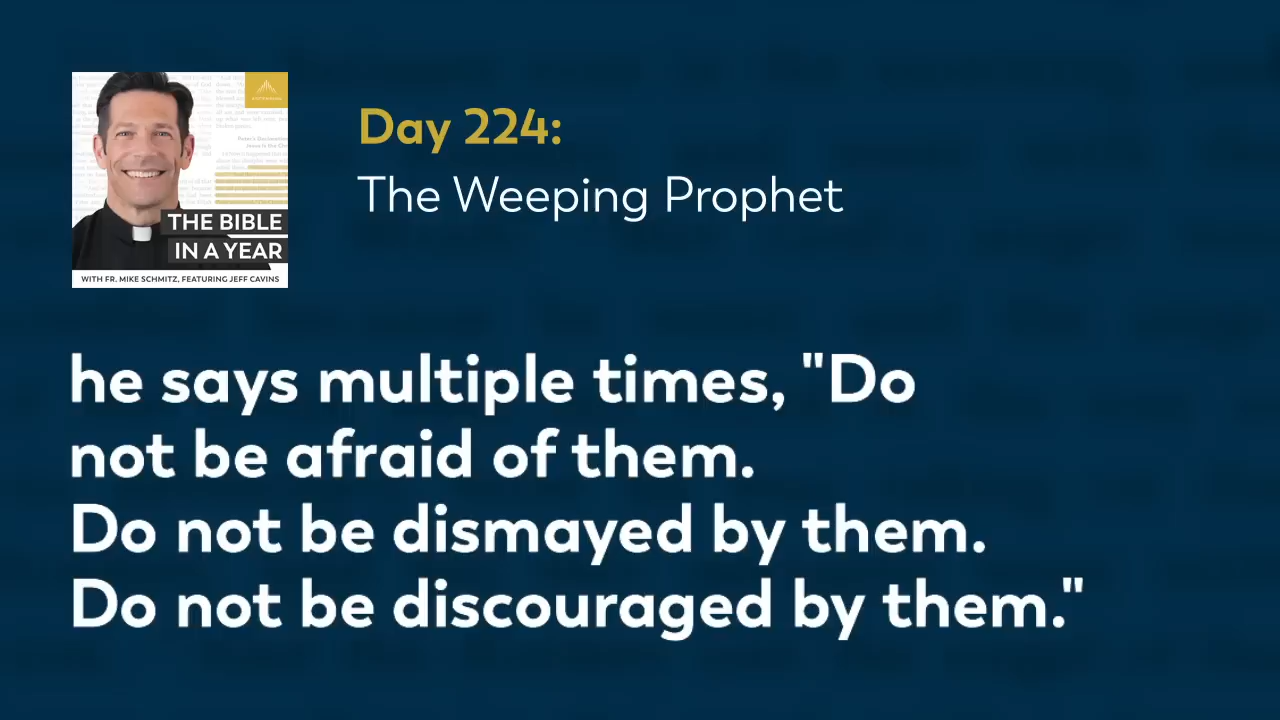 Day 224:
The Weeping Prophet
THE BIBLE
IN A YEAR
WITH FR. MIKE SCHMITZ, FEATURING JEFF CAVINS
he says multiple times, "Do
not be afraid of them.
Do not be dismayed by them.
Do not be discouraged by them."